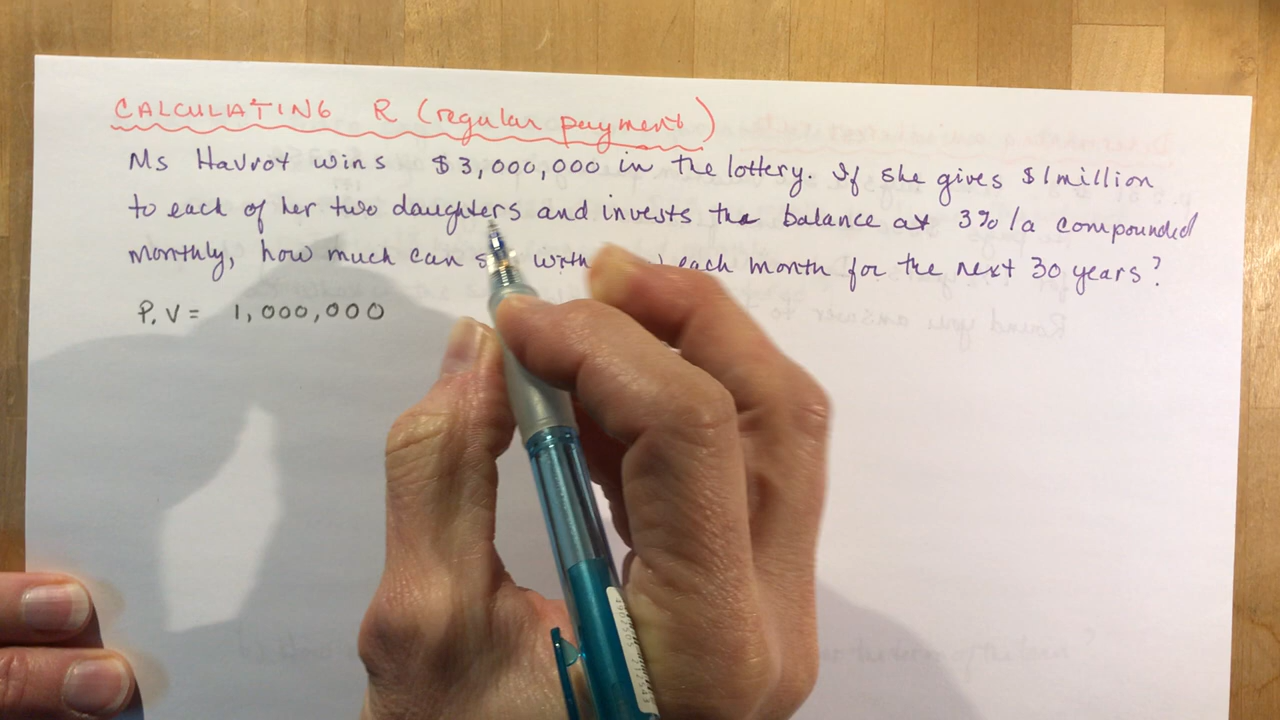 CALCULATING R (regular payment)
Ms Havrot wins $3,000,000 in the lottery. If she gives $1 million
to each of her two daughters and invests the balance at 3%/a compounded
monthly, how much can each month for the next 30 years?
P.V = 1,000,000